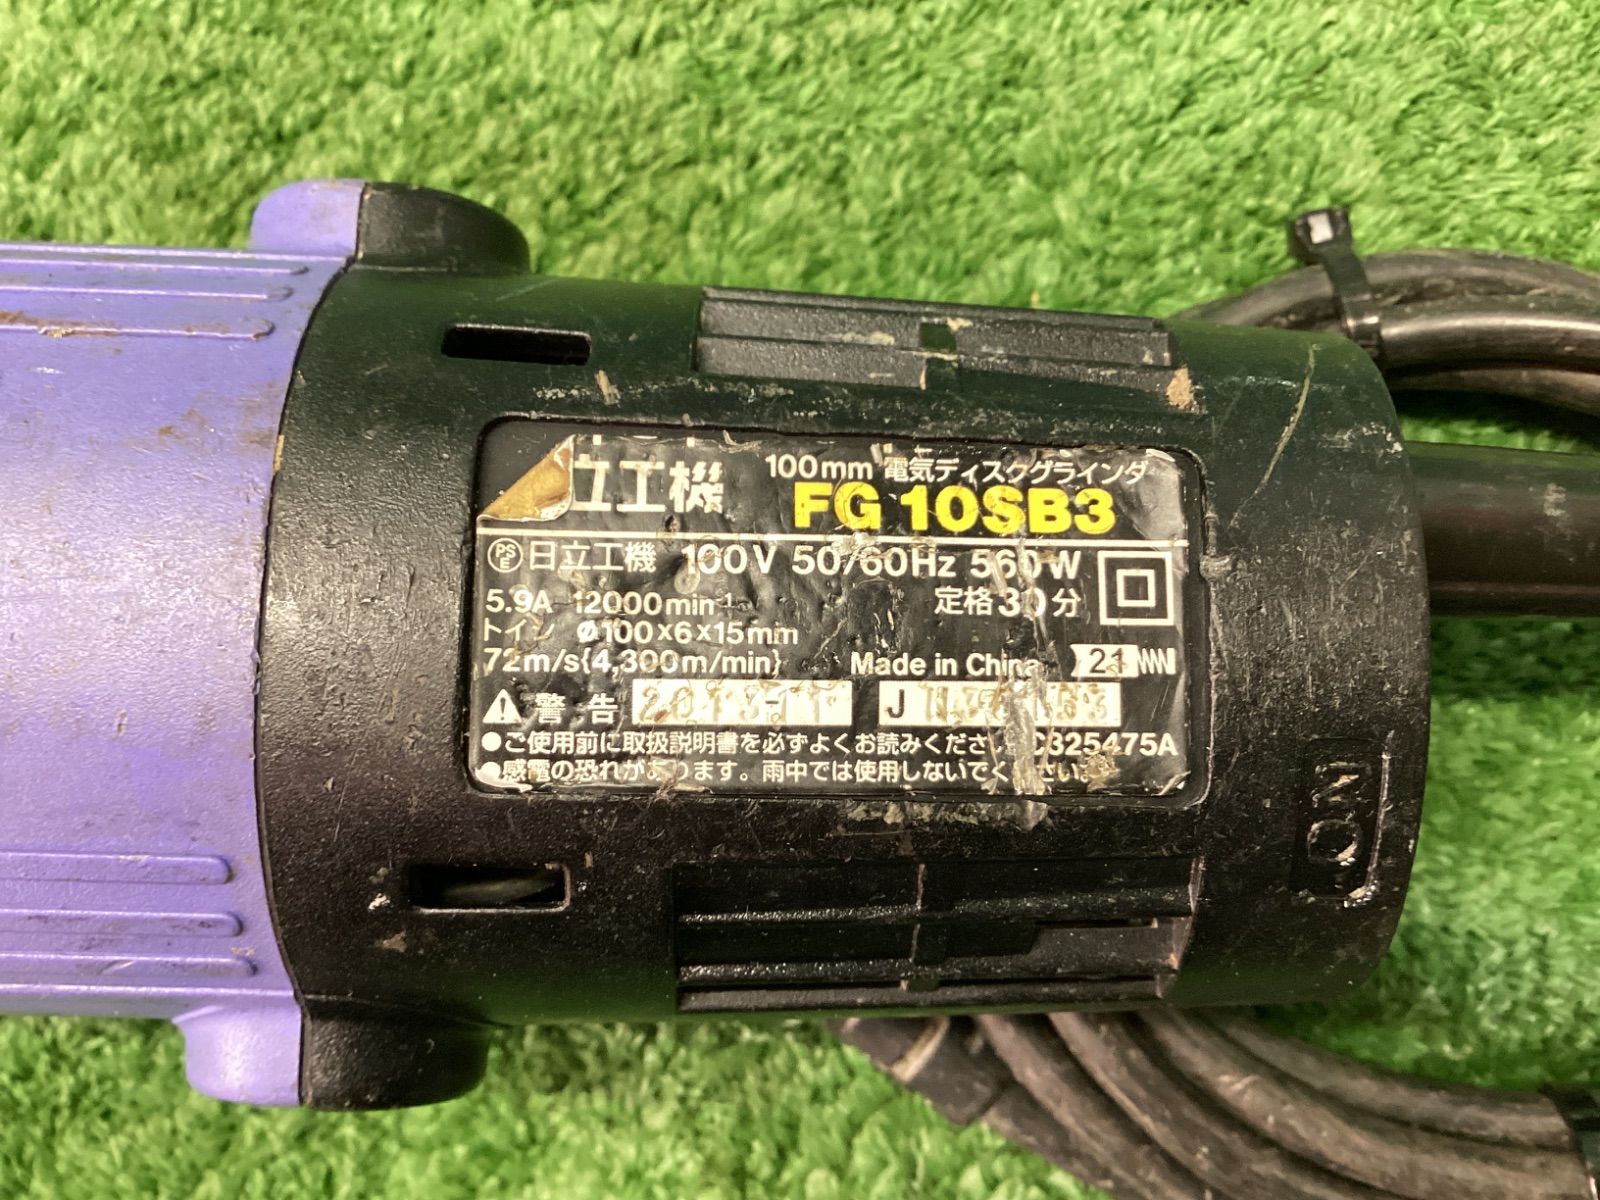 立工機 100mm 電気ディスクグラインダ
FG 10SB3
PSE 日立工機 100V 50/60Hz 560W
5.9A 12000min⁻¹ 定格30分
トイシ φ100×6×15mm
72m/s{4,300m/min} Made in China 21
警告 J
●ご使用前に取扱説明書を必ずよくお読みください C325475A
●感電の恐れがあります。雨中では使用しないでください。
NO